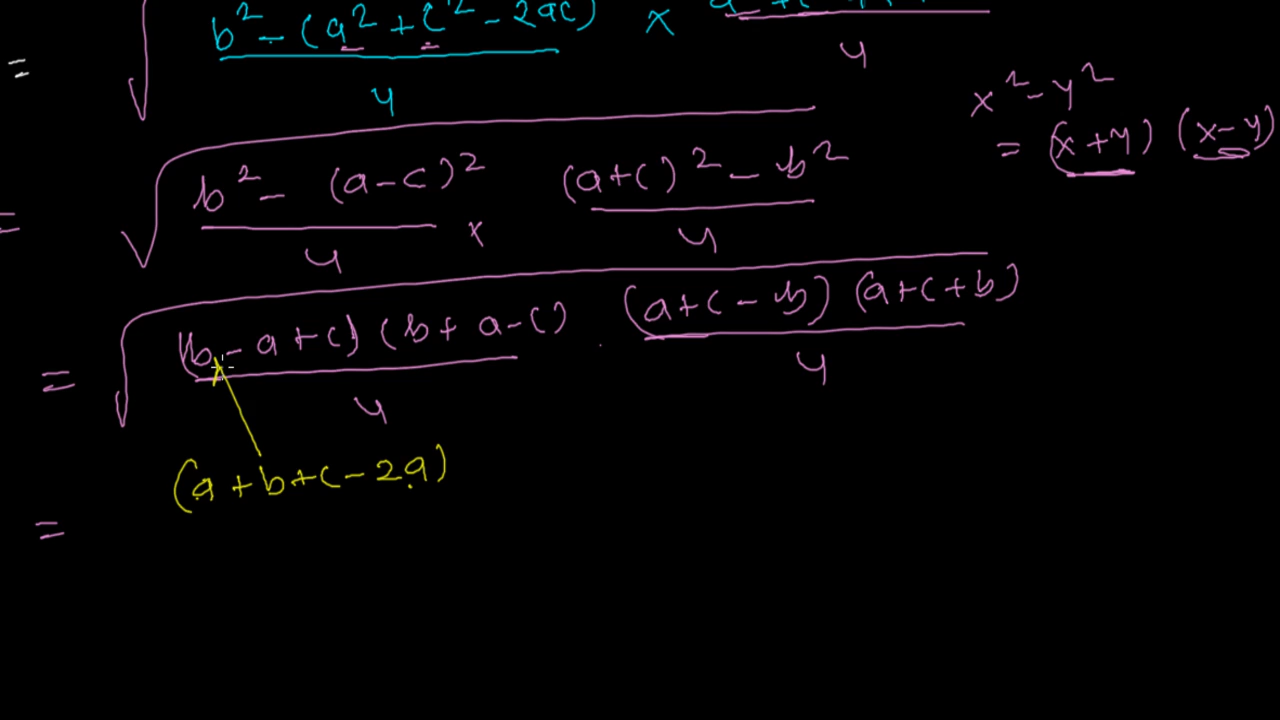 = √ b² - (a² + c² - 2ac) / 4 ×  / 4
x² - y²
= (x+y) (x-y)
= √ b² - (a-c)² / 4 × (a+c)² - b² / 4
= √ (b - a + c) (b + a - c) / 4 . (a + c - b) (a + c + b) / 4
(a + b + c - 2a)
=